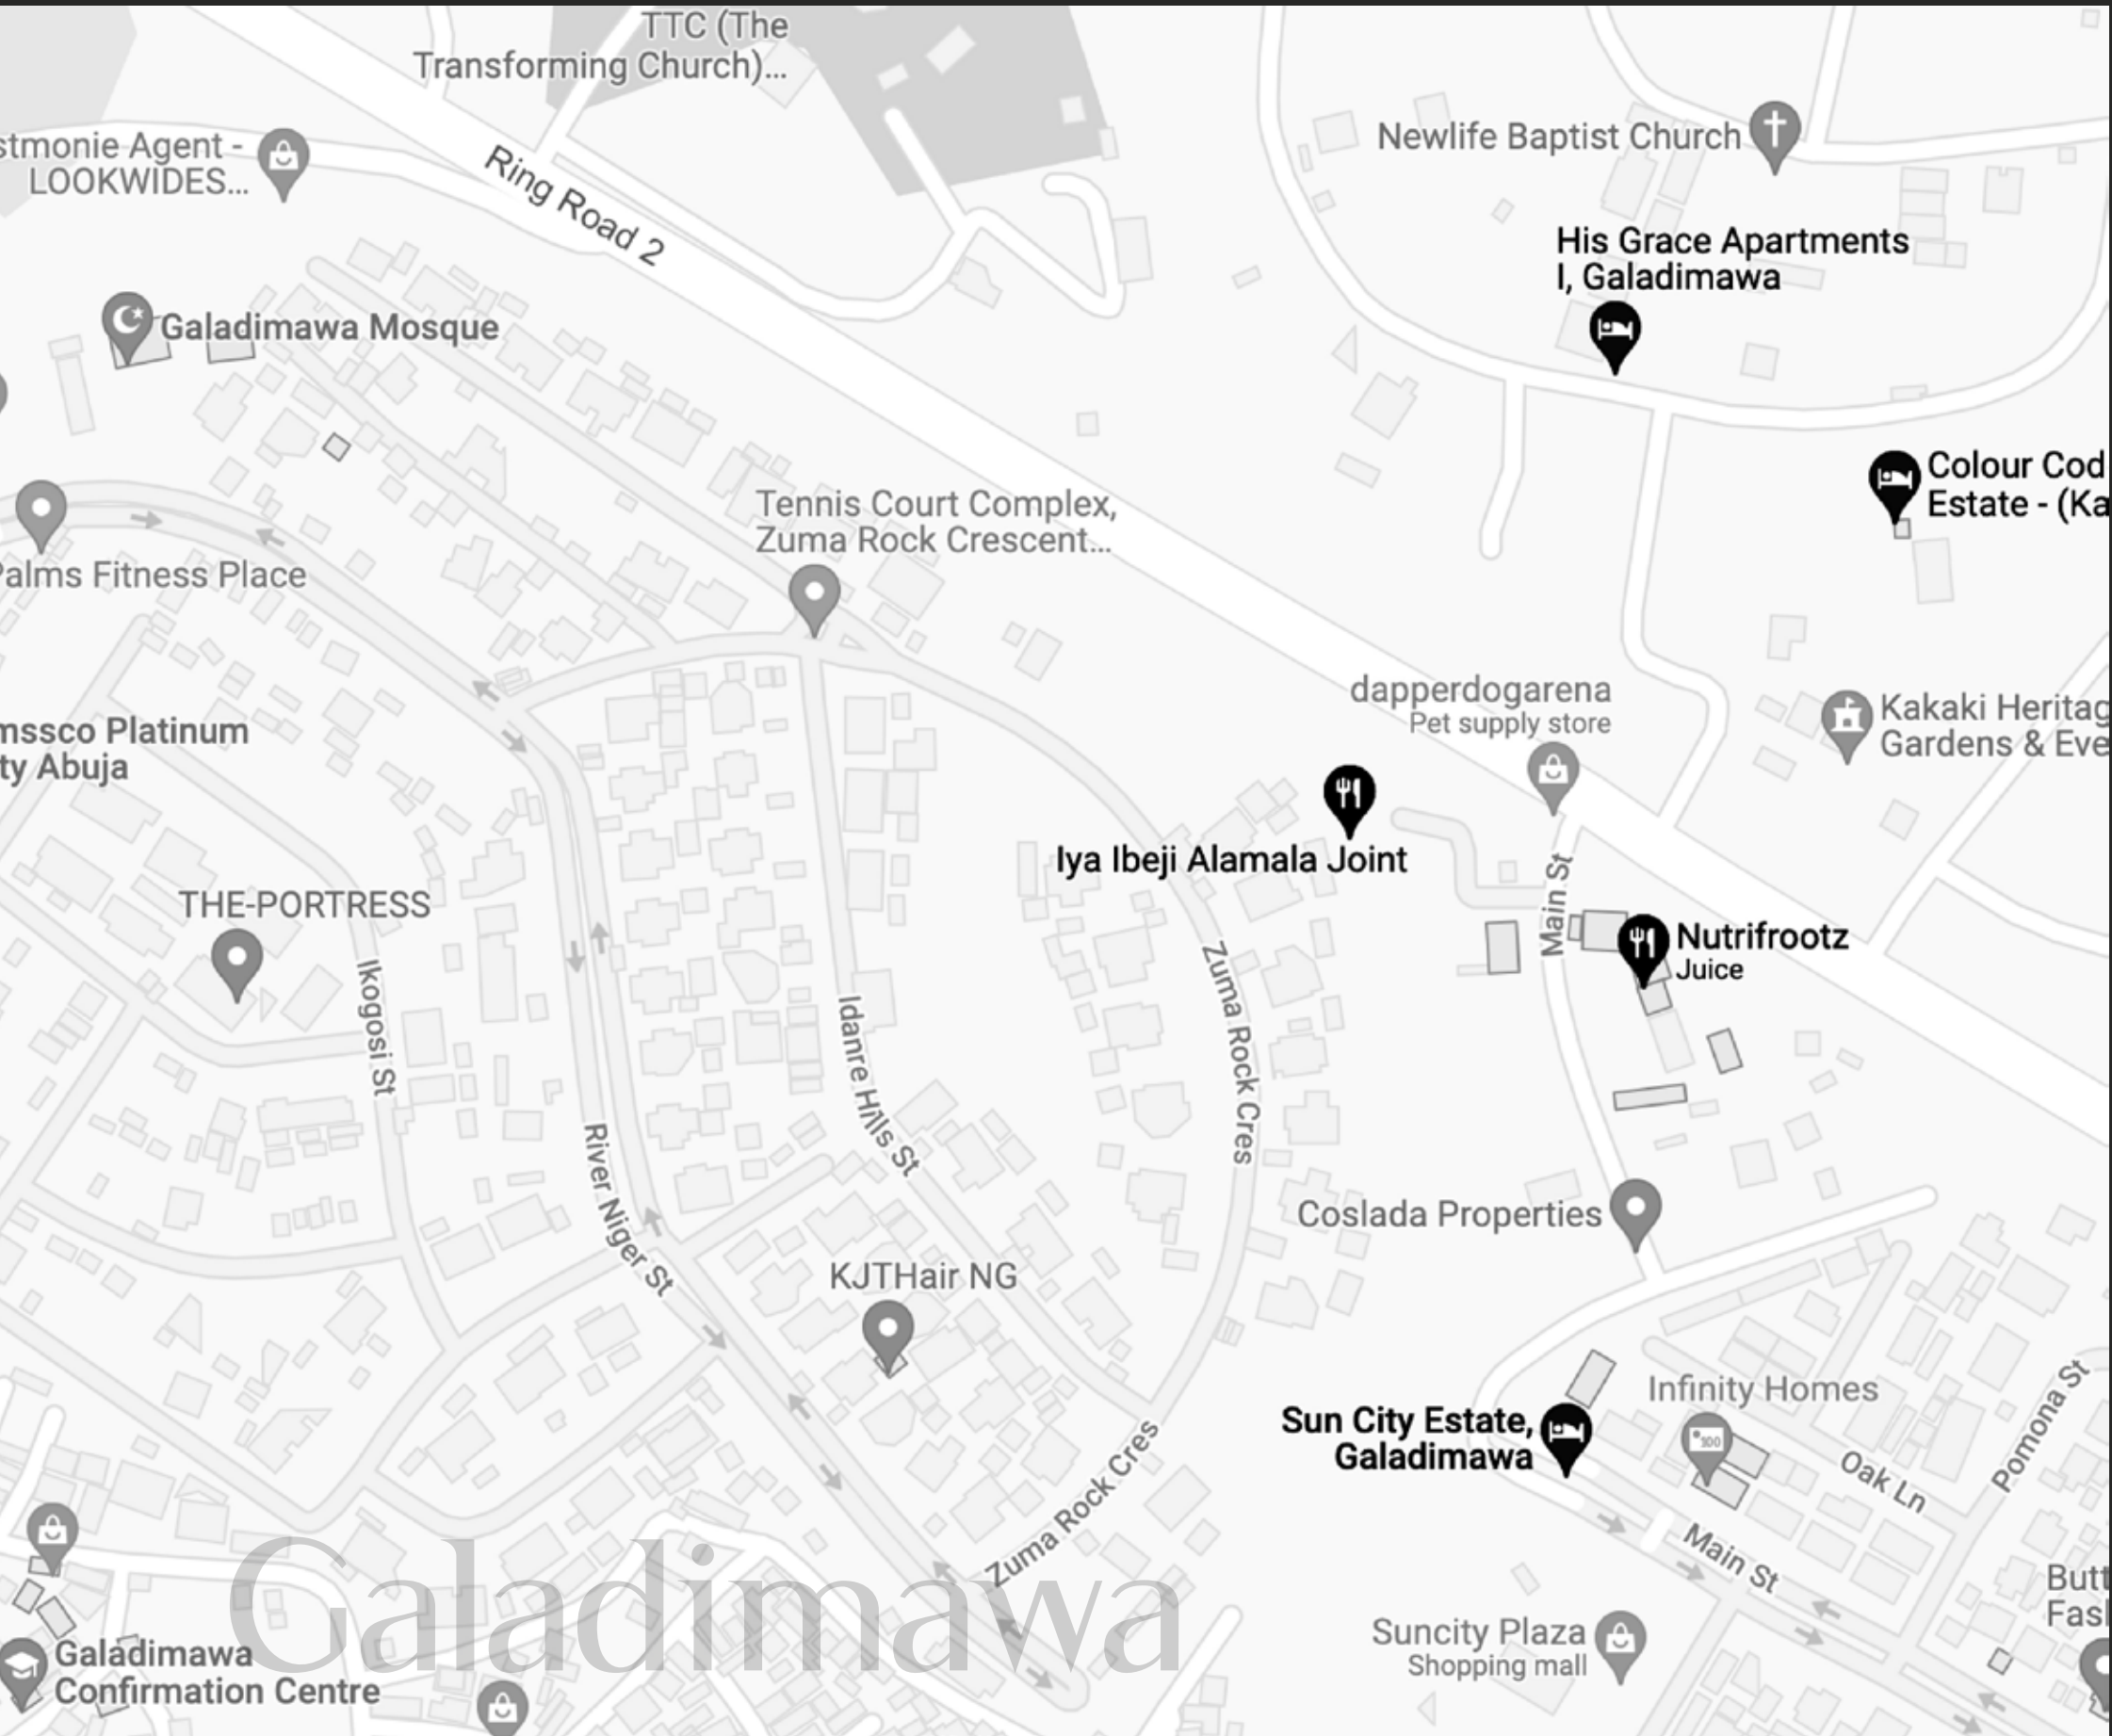 TTC (The
Transforming Church)...
stmonie Agent -
LOOKWIDES...
Ring Road 2
Newlife Baptist Church
His Grace Apartments
I, Galadimawa
Galadimawa Mosque
Colour Cod
Estate - (Ka
Tennis Court Complex,
Zuma Rock Crescent...
Palms Fitness Place
dapperdogarena
Pet supply store
Kakaki Heritag
Gardens & Eve
mssco Platinum
ty Abuja
Iya Ibeji Alamala Joint
Main St
THE-PORTRESS
Nutrifrootz
Juice
Ikogosi St
Idanre Hills St
Zuma Rock Cres
River Niger St
Coslada Properties
KJTHair NG
Infinity Homes
100
Sun City Estate,
Galadimawa
Pomona St
Oak Ln
Zuma Rock Cres
Main St
Galadimawa
Butt
Fasl
Suncity Plaza
Shopping mall
Galadimawa
Confirmation Centre